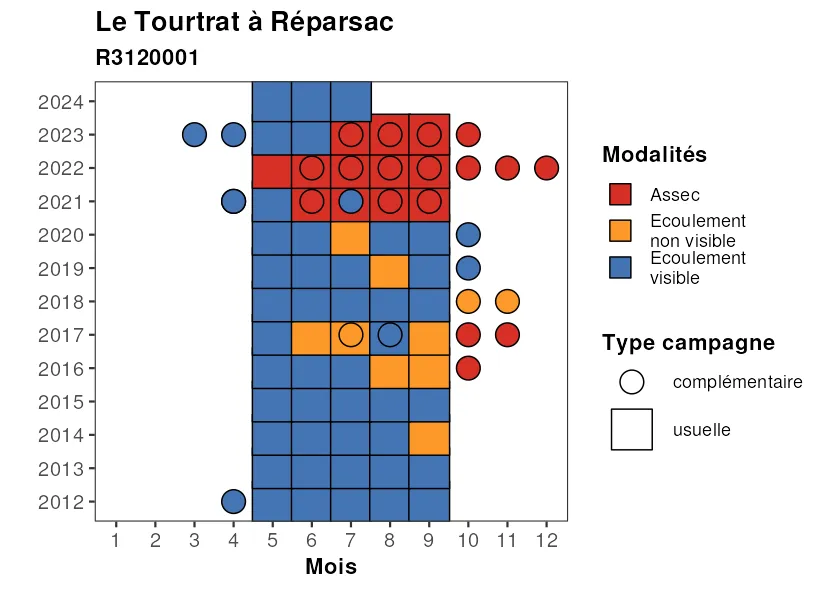 Le Tourtrat à Réparsac
R3120001
2024
2023
2022
2021
2020
2019
2018
2017
2016
2015
2014
2013
2012
1 2 3 4 5 6 7 8 9 10 11 12
Mois
Modalités
Assec
Ecoulement
non visible
Ecoulement
visible
Type campagne
complémentaire
usuelle